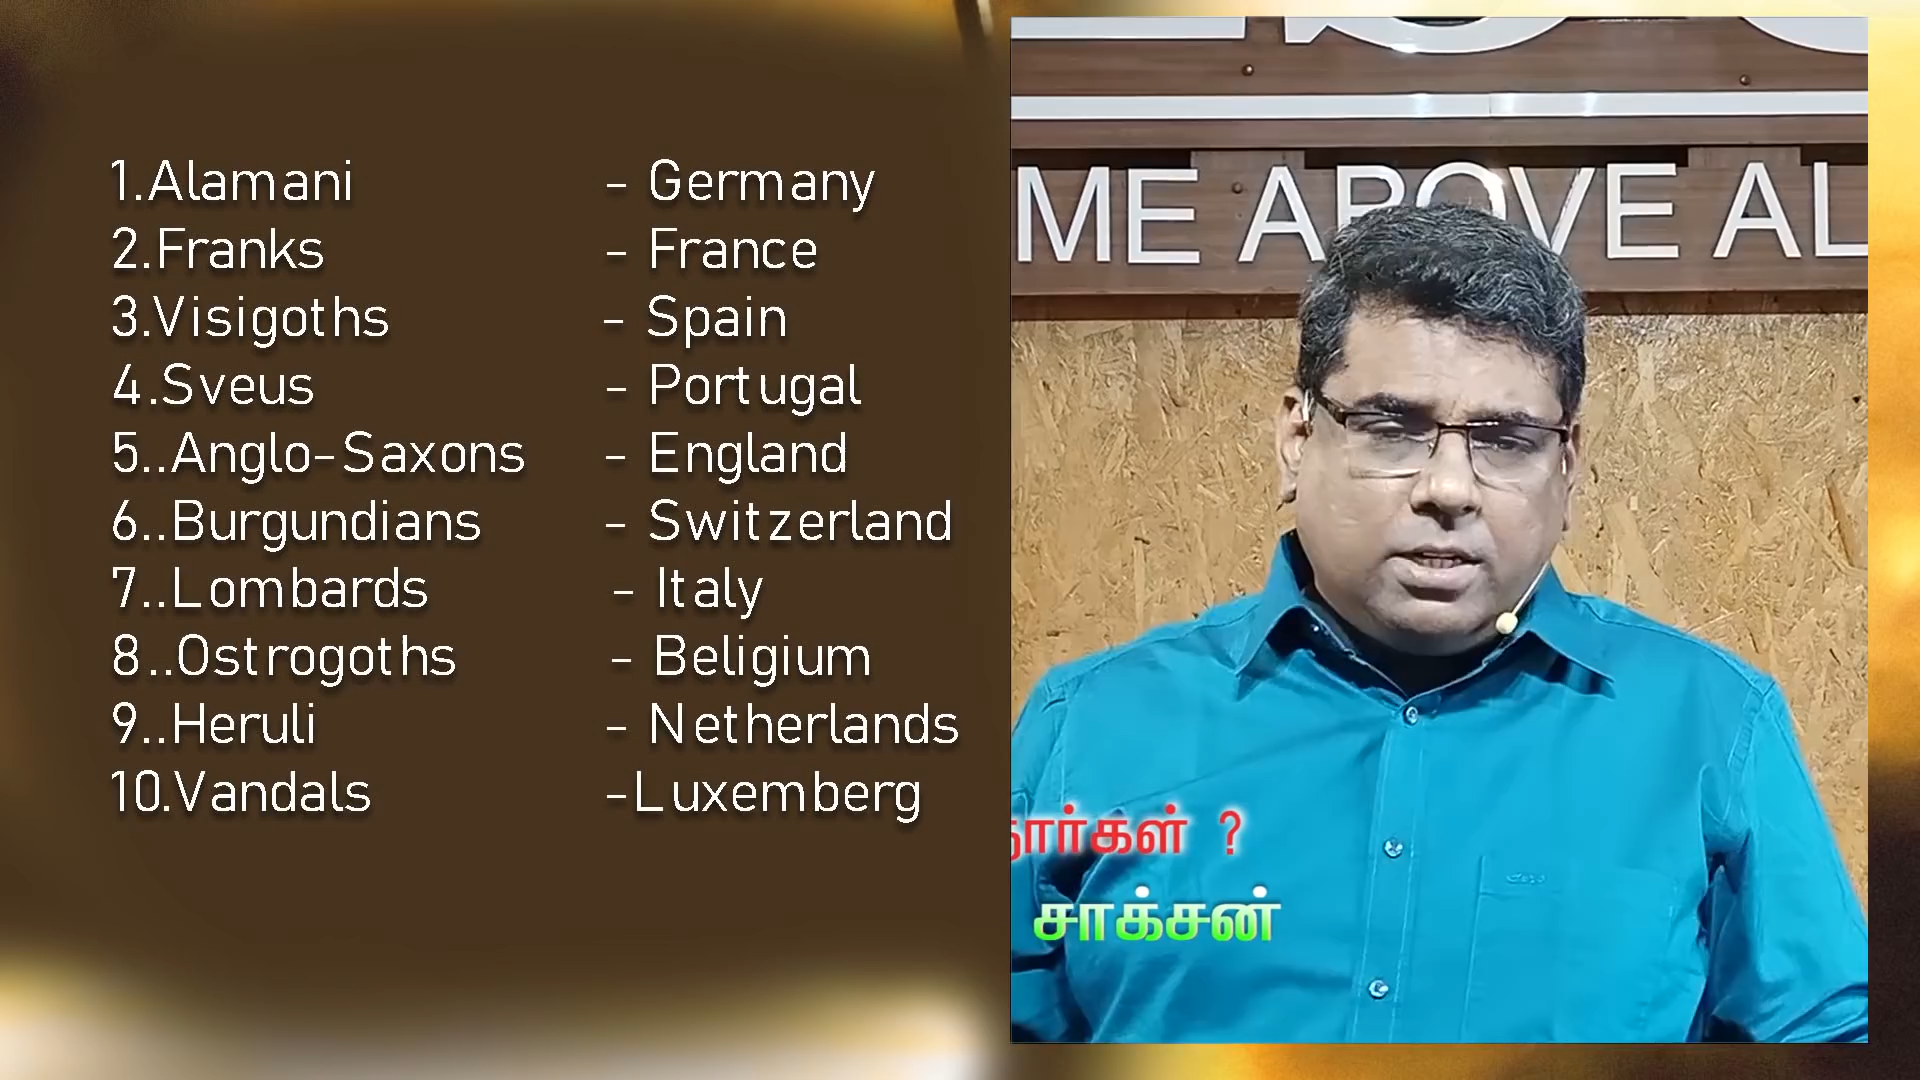 1.Alamani - Germany
2.Franks - France
3.Visigoths - Spain
4.Sveus - Portugal
5..Anglo-Saxons - England
6..Burgundians - Switzerland
7..Lombards - Italy
8..Ostrogoths - Beligium
9..Heruli - Netherlands
10.Vandals -Luxemberg
ME ABOVE AL
தார்கள் ?
சாக்சன்